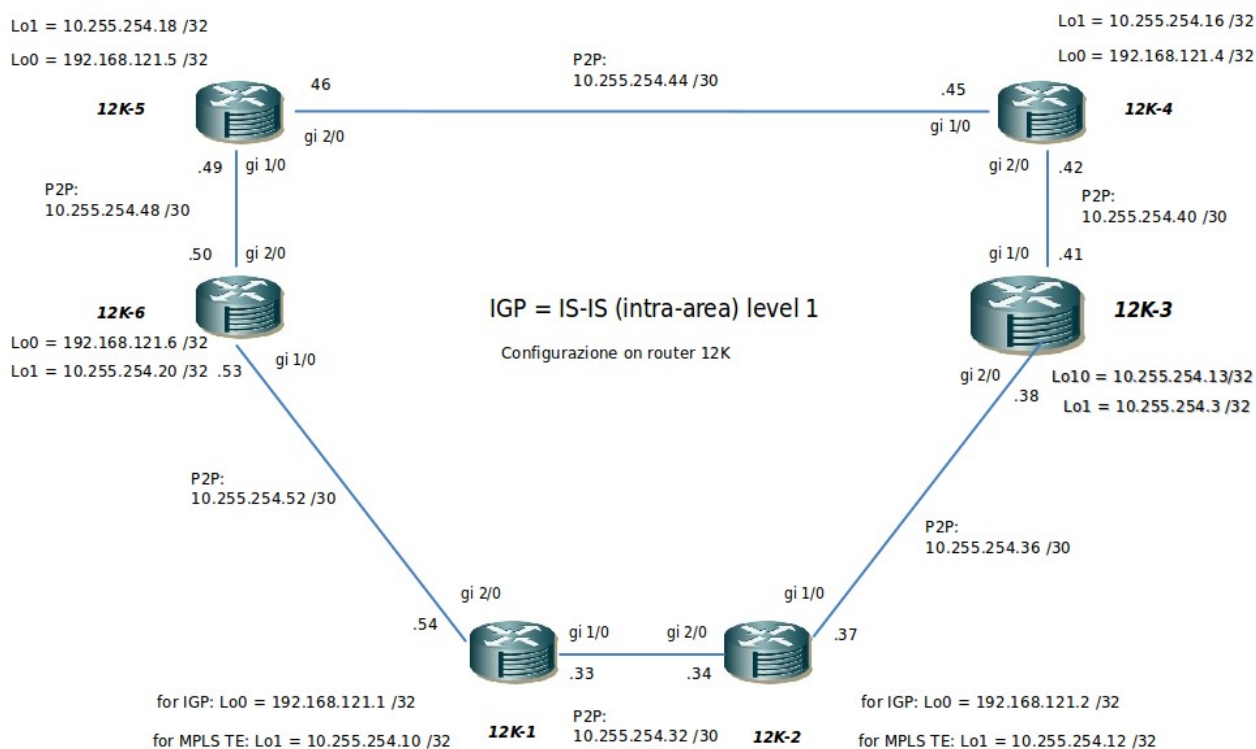 Lo1 = 10.255.254.18 /32
Lo0 = 192.168.121.5 /32
12K-5
46
gi 2/0
P2P:
10.255.254.44 /30
.45
gi 1/0
Lo1 = 10.255.254.16 /32
Lo0 = 192.168.121.4 /32
12K-4
.49
gi 1/0
P2P:
10.255.254.48 /30
.50
gi 2/0
gi 2/0
.42
P2P:
10.255.254.40 /30
gi 1/0
.41
12K-6
Lo0 = 192.168.121.6 /32
Lo1 = 10.255.254.20 /32
.53
gi 1/0
IGP = IS-IS (intra-area) level 1
Configurazione on router 12K
12K-3
gi 2/0
.38
Lo10 = 10.255.254.13/32
Lo1 = 10.255.254.3 /32
P2P:
10.255.254.52 /30
P2P:
10.255.254.36 /30
gi 2/0
.54
gi 1/0
.33
gi 2/0
.34
gi 1/0
.37
for IGP: Lo0 = 192.168.121.1 /32
for MPLS TE: Lo1 = 10.255.254.10 /32
12K-1
P2P:
10.255.254.32 /30
12K-2
for IGP: Lo0 = 192.168.121.2 /32
for MPLS TE: Lo1 = 10.255.254.12 /32